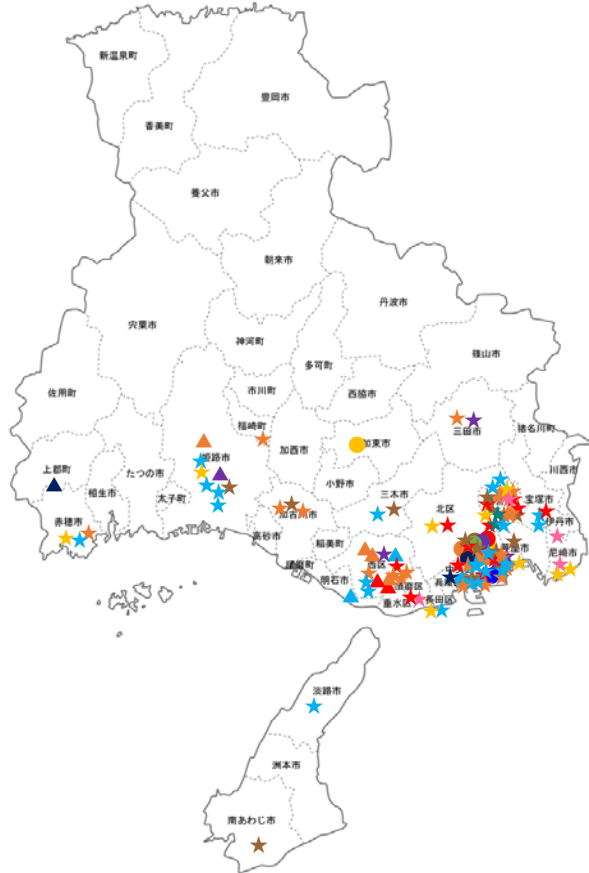 新温泉町
豊岡市
香美町
養父市
朝来市
丹波市
宍粟市
神河町
多可町
篠山市
市川町
西脇市
佐用町
福崎町
三田市
猪名川町
加西市
加東市
姫路市
上郡町
たつの市
川西市
相生市
太子町
小野市
三木市
北区
宝塚市
赤穂市
加古川市
伊丹市
高砂市
稲美町
尼崎市
西区
播磨町
明石市
須磨区
垂水区
長田区
淡路市
洲本市
南あわじ市